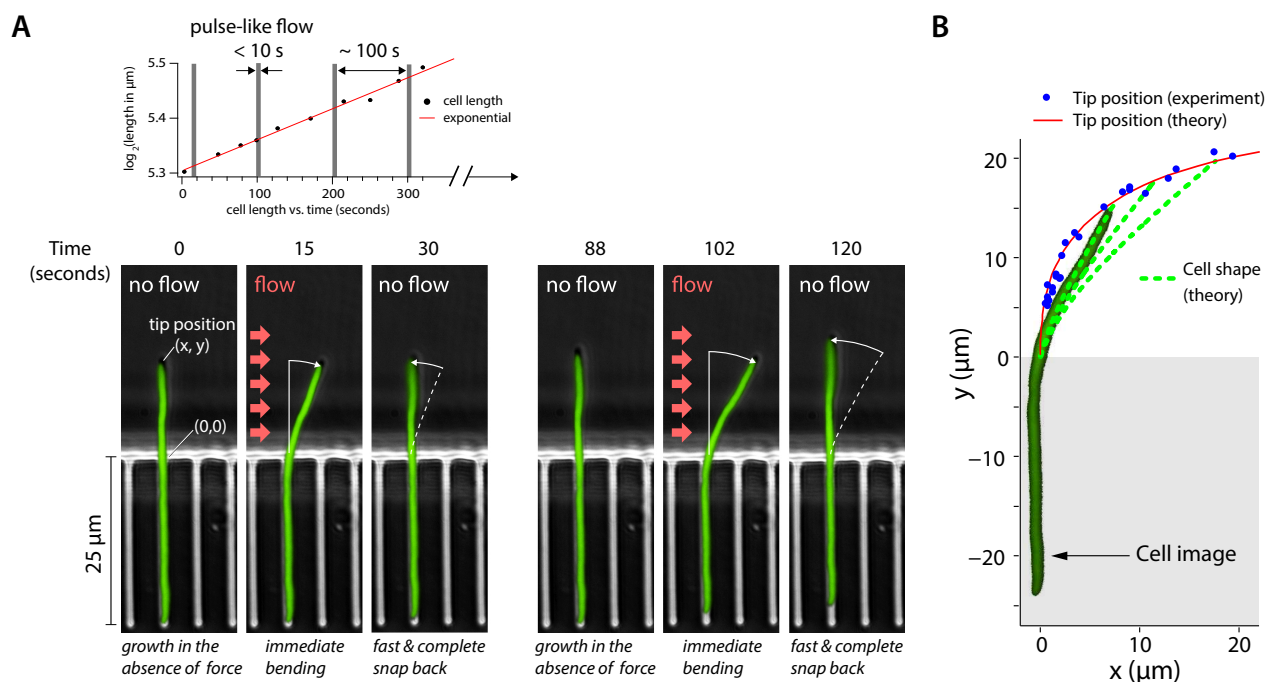 A
pulse-like flow
< 10 s
~ 100 s
5.5
5.4
5.3
log2(length in μm)
cell length
exponential
0
100
200
300
cell length vs. time (seconds)
Time
(seconds)
0
15
30
88
102
120
no flow
flow
no flow
no flow
flow
no flow
tip position
(x, y)
(0,0)
25 μm
growth in the
absence of force
immediate
bending
fast & complete
snap back
growth in the
absence of force
immediate
bending
fast & complete
snap back
B
Tip position (experiment)
Tip position (theory)
20
10
0
−10
−20
y (μm)
Cell shape
(theory)
Cell image
0
10
20
x (μm)